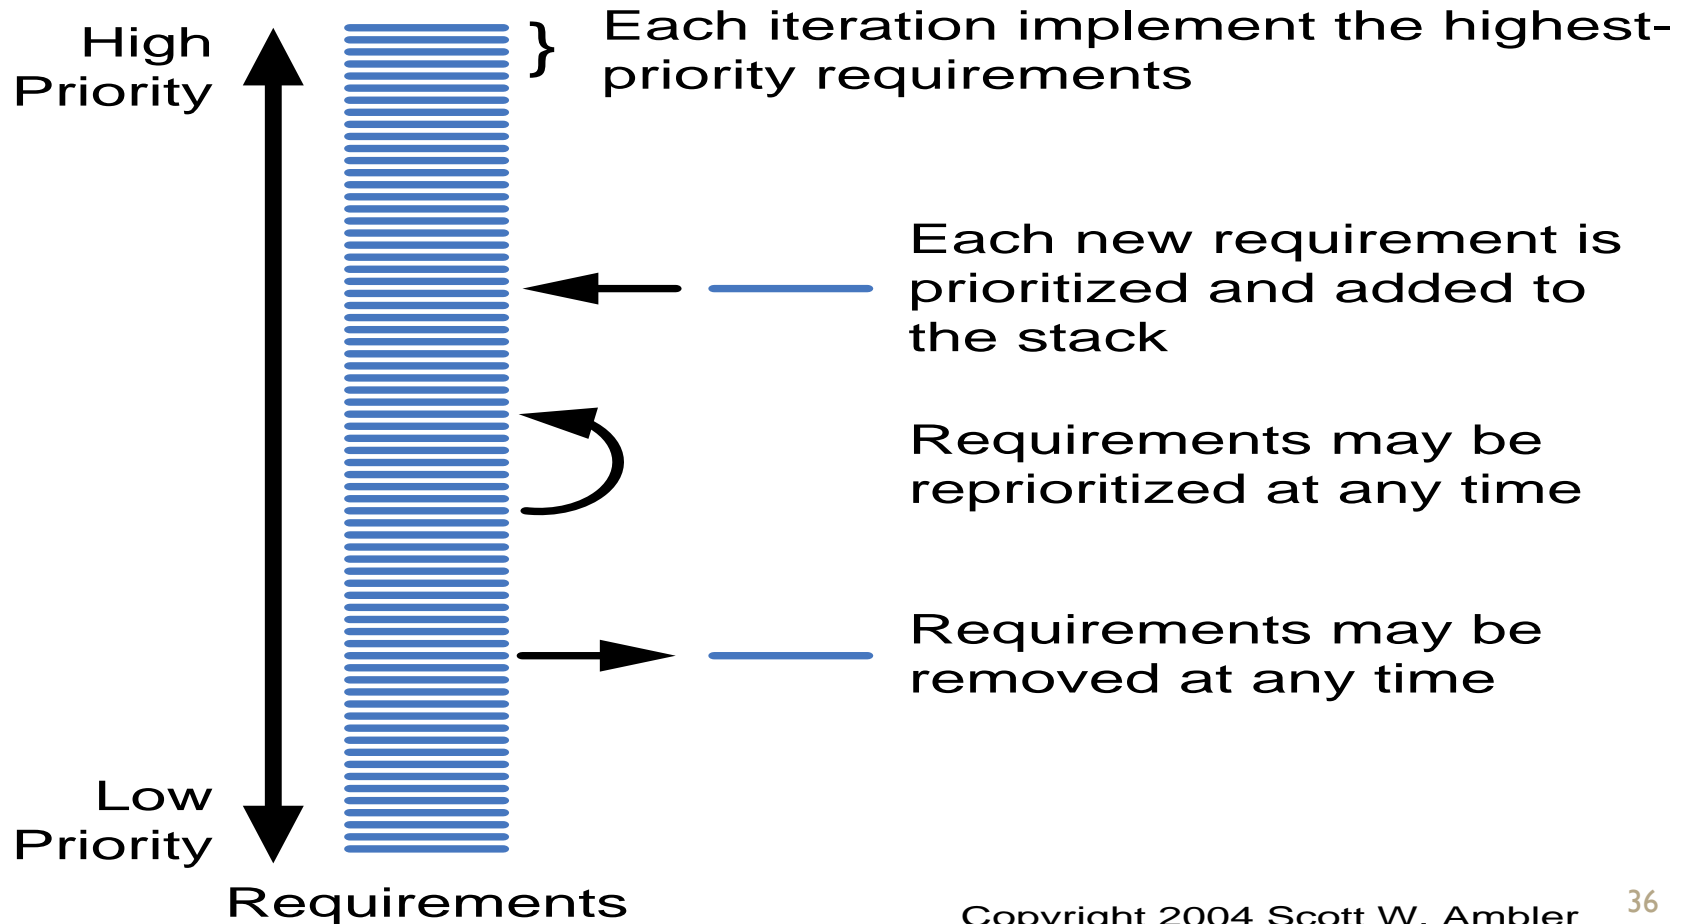 High
Priority
} Each iteration implement the highest-
priority requirements
Each new requirement is
prioritized and added to
the stack
Requirements may be
reprioritized at any time
Requirements may be
removed at any time
Low
Priority
Requirements
Copyright 2004 Scott W. Ambler
36